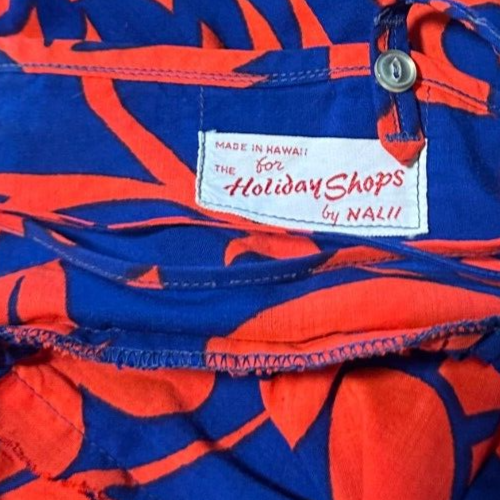 MADE IN HAWAII
for
THE Holiday Shops
by NALII